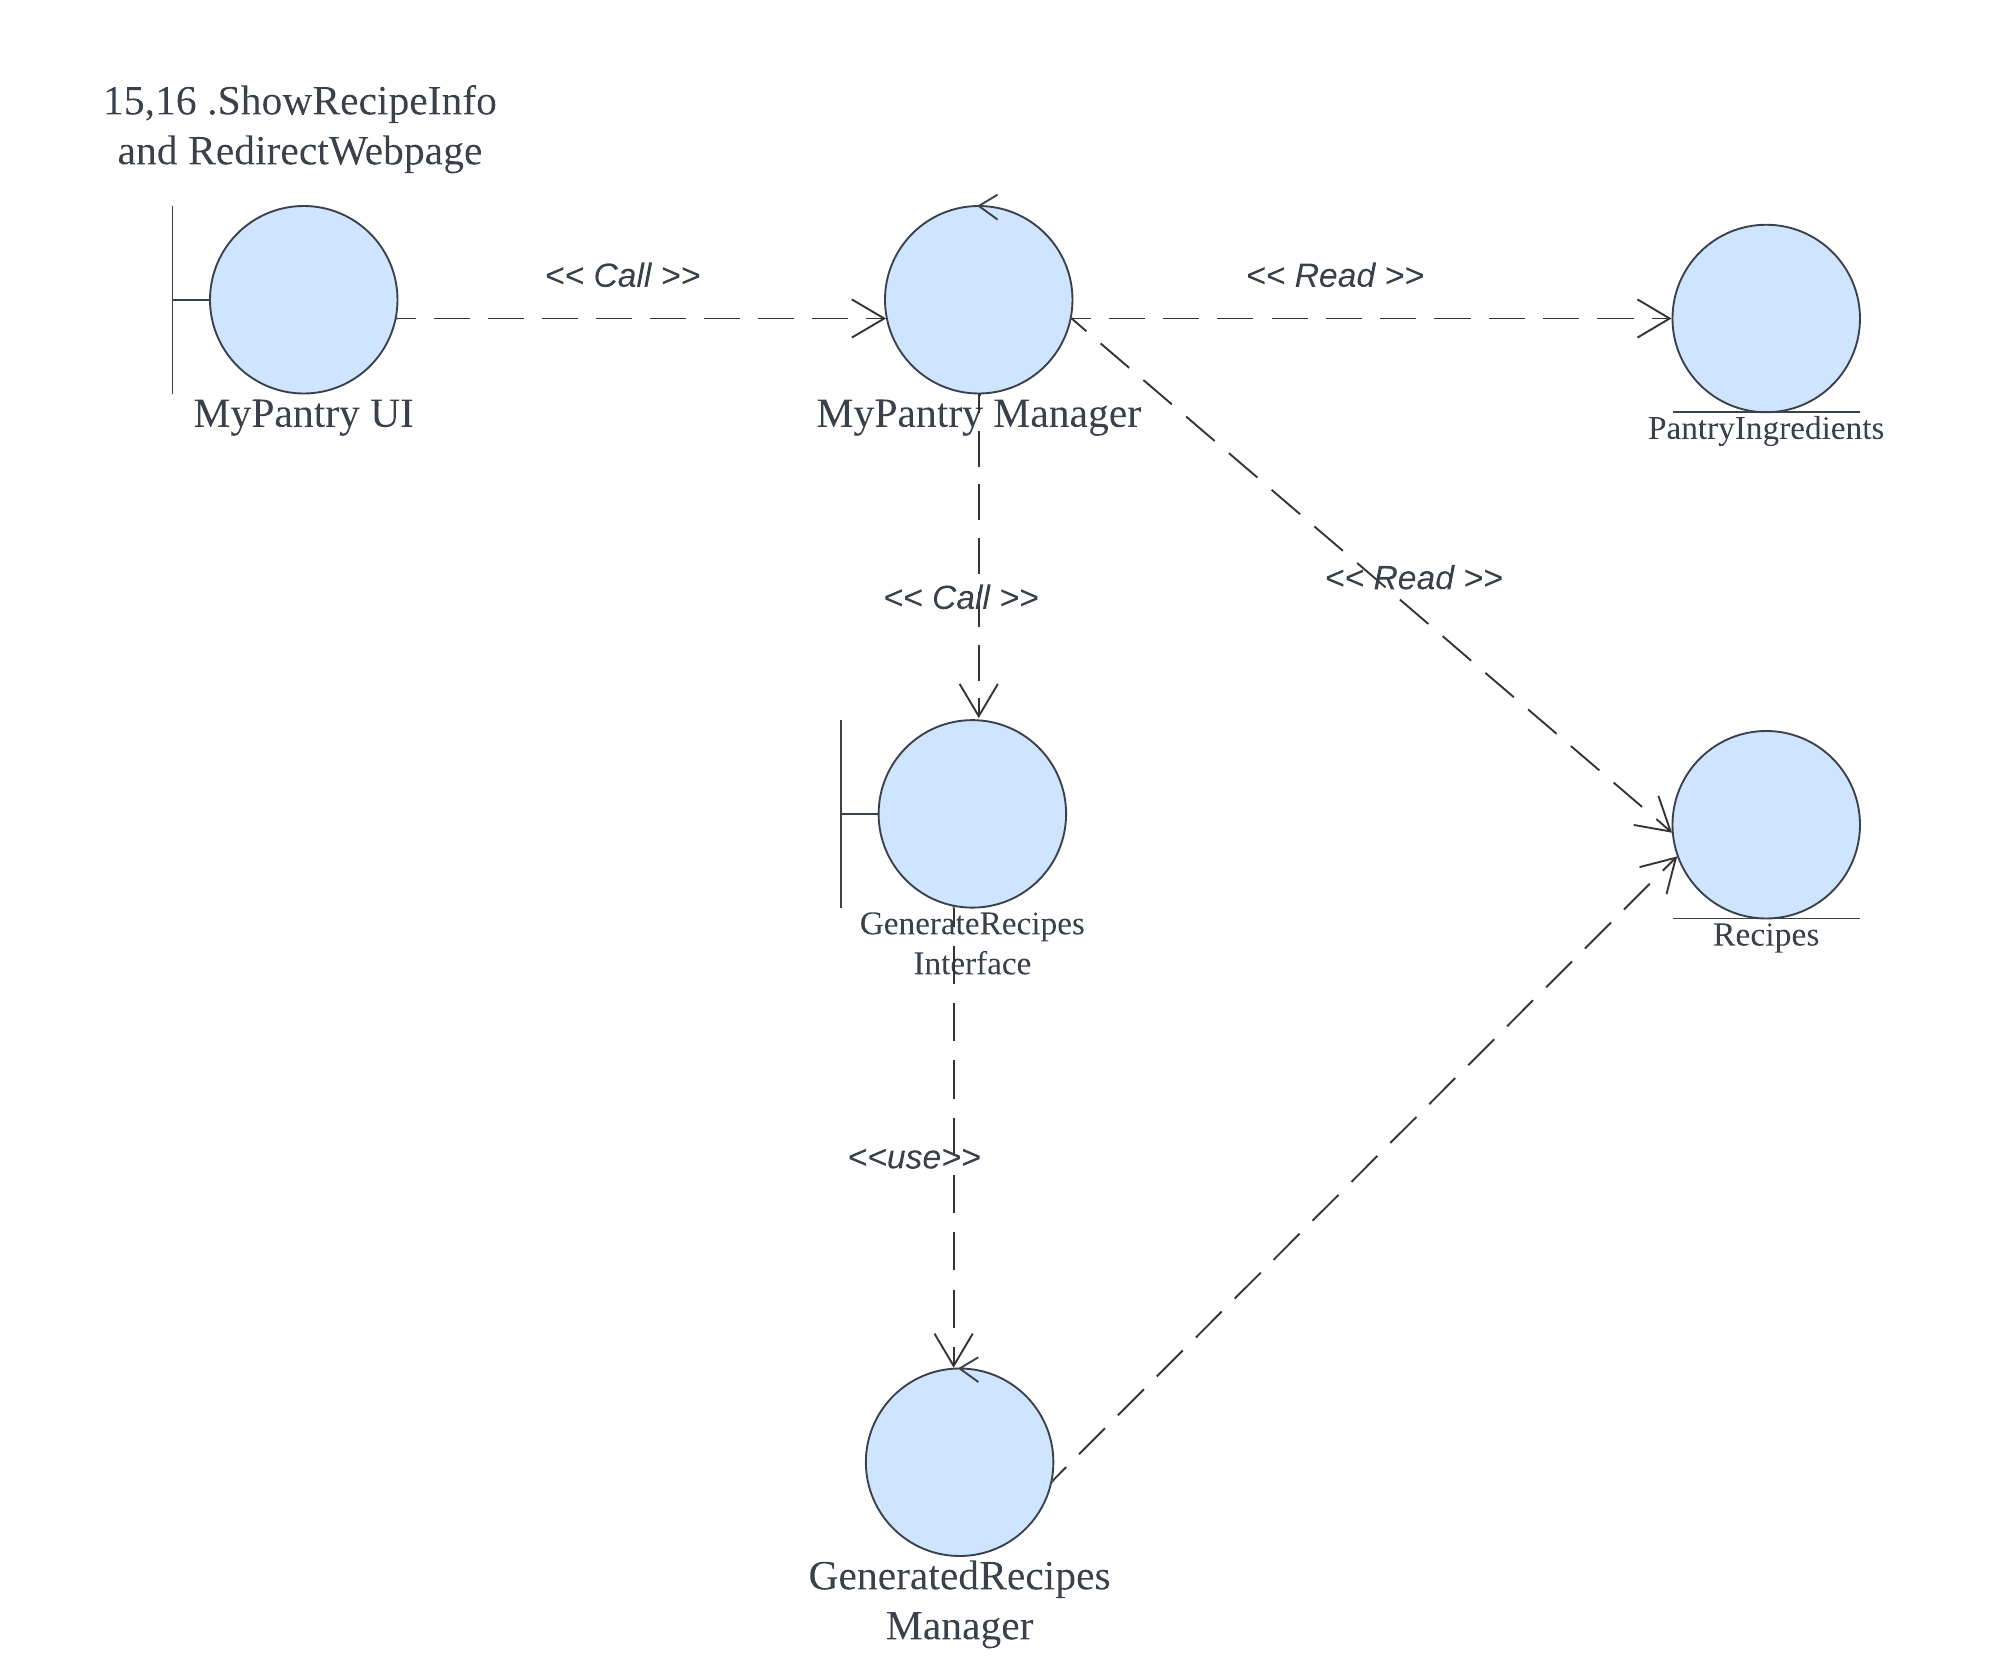 15,16 .ShowRecipeInfo
and RedirectWebpage
<< Call >>
<< Read >>
MyPantry UI
MyPantry Manager
PantryIngredients
<< Call >>
<< Read >>
GenerateRecipes
Interface
Recipes
<<use>>
GeneratedRecipes
Manager